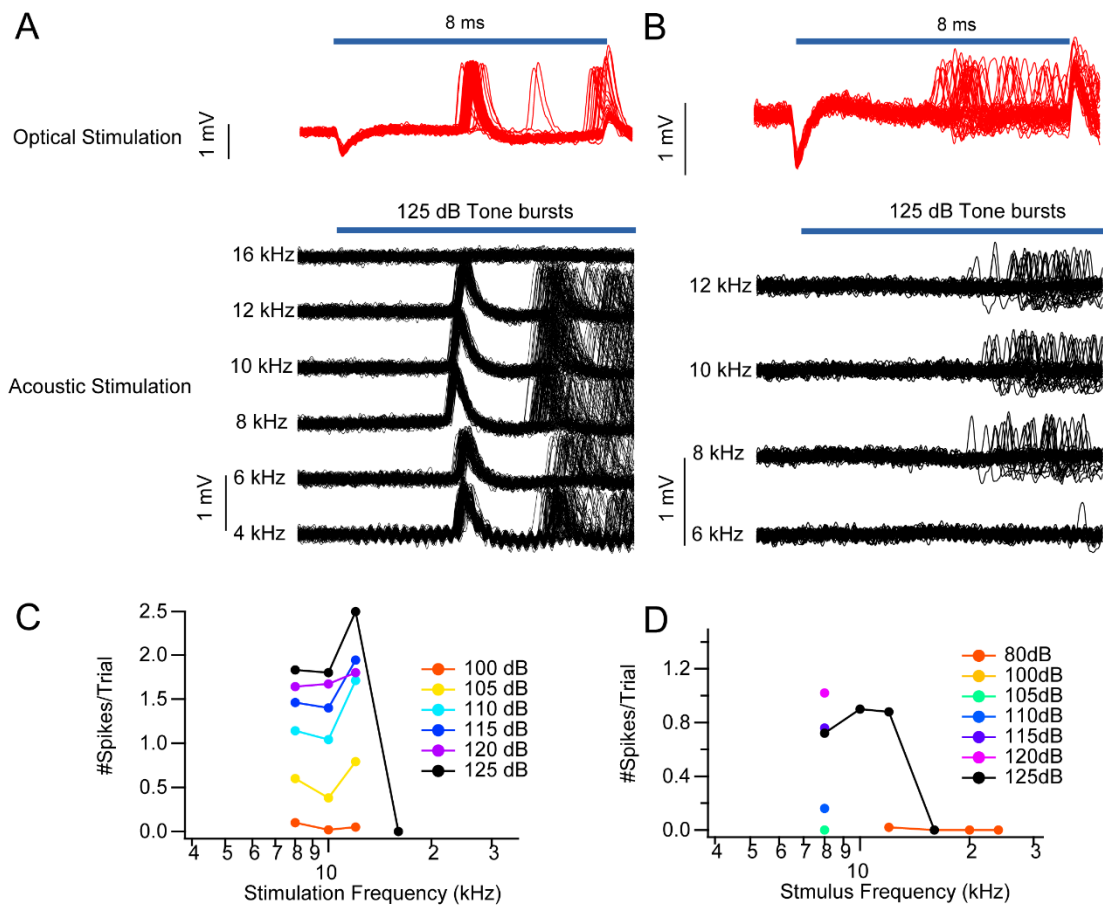 A
8 ms
B
8 ms
Optical Stimulation
1 mV
1 mV
125 dB Tone bursts
125 dB Tone bursts
16 kHz
12 kHz
10 kHz
8 kHz
6 kHz
4 kHz
Acoustic Stimulation
1 mV
12 kHz
10 kHz
8 kHz
6 kHz
1 mV
C
#Spikes/Trial
2.5
2.0
1.5
1.0
0.5
0.0
4 5 6 7 8 9 10 2 3
Stimulation Frequency (kHz)
100 dB
105 dB
110 dB
115 dB
120 dB
125 dB
D
#Spikes/Trial
1.2
0.8
0.4
0.0
4 5 6 7 8 9 10 2 3
Stmulus Frequency (kHz)
80dB
100dB
105dB
110dB
115dB
120dB
125dB